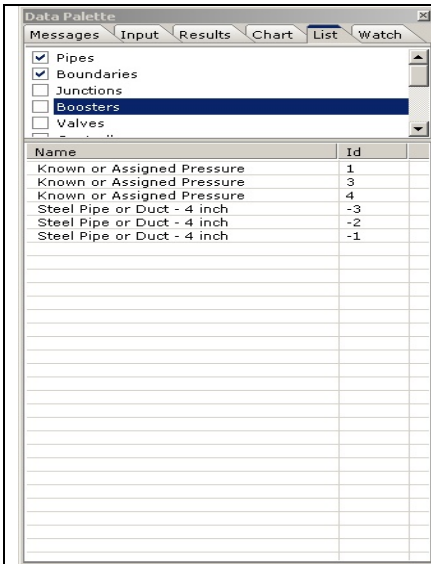 Data Palette
Messages Input Results Chart List Watch
Pipes
Boundaries
Junctions
Boosters
Valves
Name Id
Known or Assigned Pressure 1
Known or Assigned Pressure 3
Known or Assigned Pressure 4
Steel Pipe or Duct - 4 inch -3
Steel Pipe or Duct - 4 inch -2
Steel Pipe or Duct - 4 inch -1